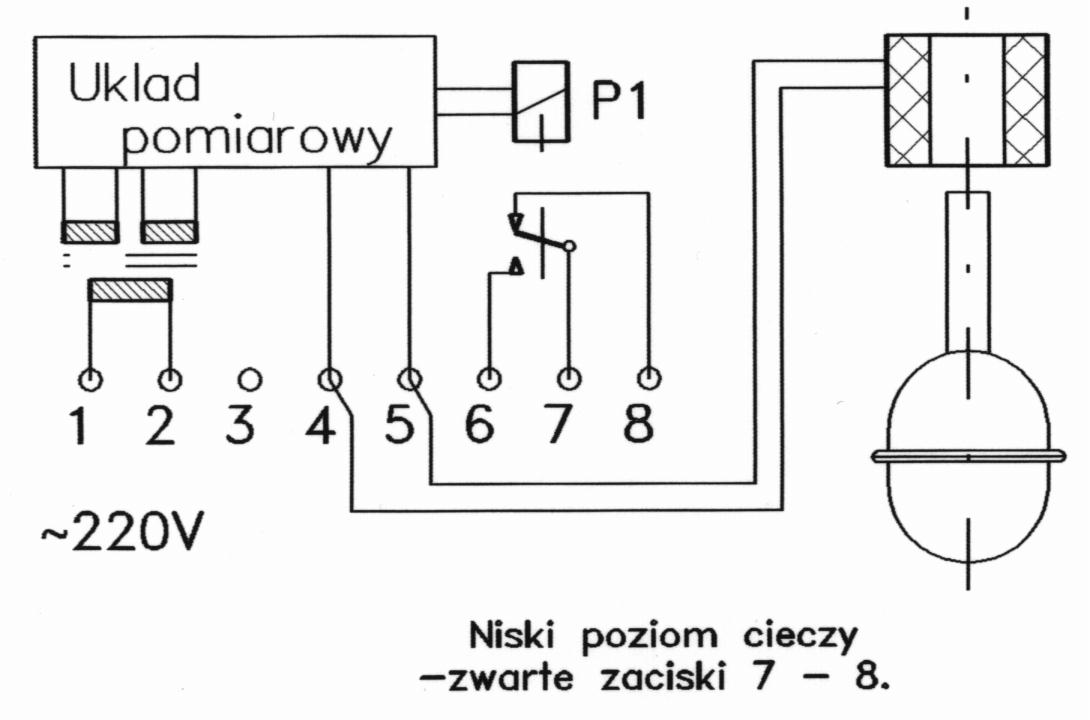 Uklad
pomiarowy
P1
1 2 3 4 5 6 7 8
~220V
Niski poziom cieczy
-zwarte zaciski 7 - 8.